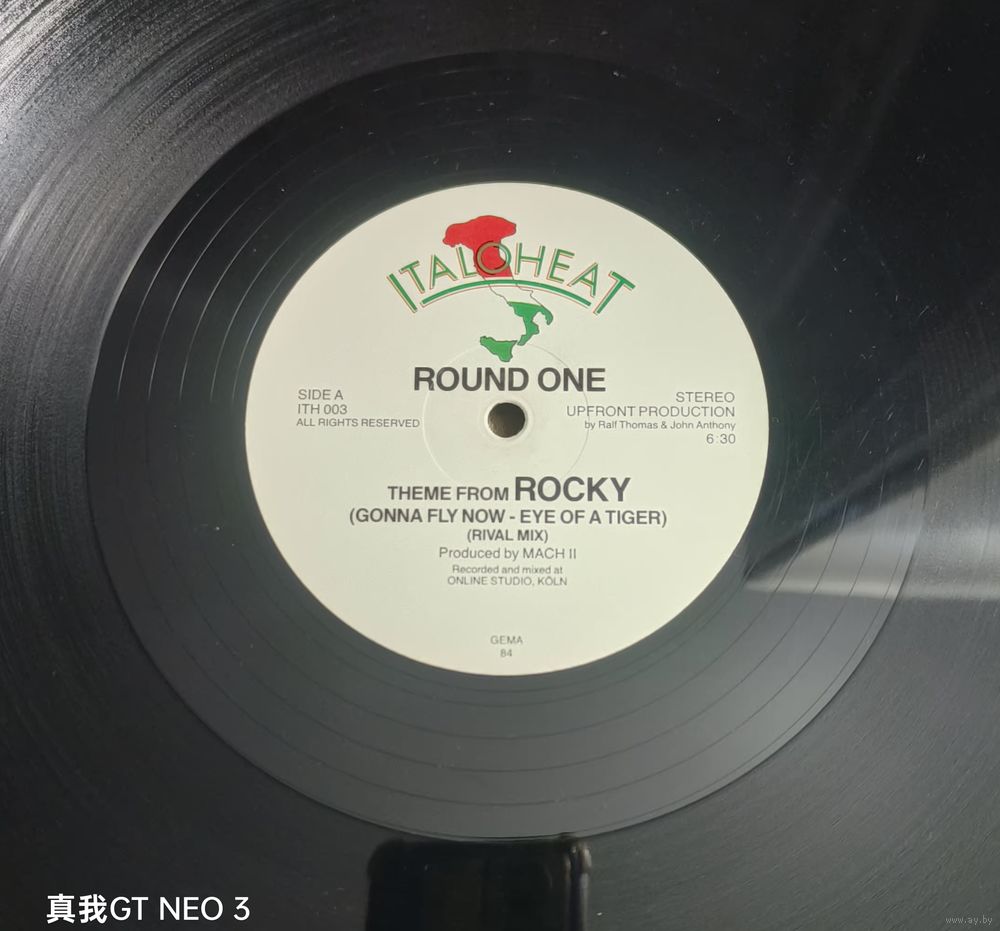 ITALOHEAT
ROUND ONE
SIDE A
ITH 003
ALL RIGHTS RESERVED
STEREO
UPFRONT PRODUCTION
by Ralf Thomas & John Anthony
6:30
THEME FROM ROCKY
(GONNA FLY NOW - EYE OF A TIGER)
(RIVAL MIX)
Produced by MACH II
Recorded and mixed at
ONLINE STUDIO, KÖLN
GEMA
84
真我GT NEO 3
www.ay.by